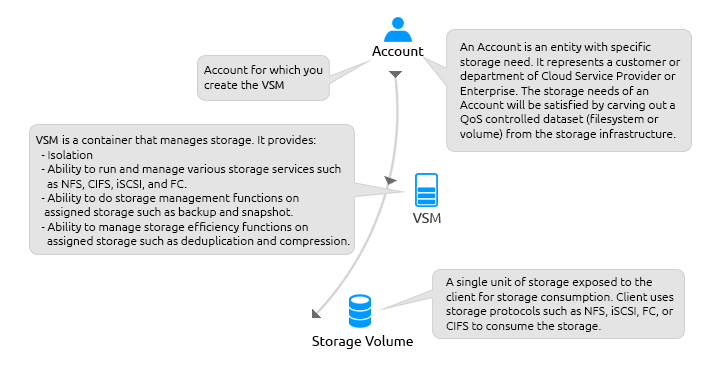 Account
Account for which you
create the VSM
An Account is an entity with specific
storage need. It represents a customer or
department of Cloud Service Provider or
Enterprise. The storage needs of an
Account will be satisfied by carving out a
QoS controlled dataset (filesystem or
volume) from the storage infrastructure.
VSM is a container that manages storage. It provides:
- Isolation
- Ability to run and manage various storage services such
as NFS, CIFS, iSCSI, and FC.
- Ability to do storage management functions on
assigned storage such as backup and snapshot.
- Ability to manage storage efficiency functions on
assigned storage such as deduplication and compression.
VSM
A single unit of storage exposed to the
client for storage consumption. Client uses
storage protocols such as NFS, iSCSI, FC, or
CIFS to consume the storage.
Storage Volume